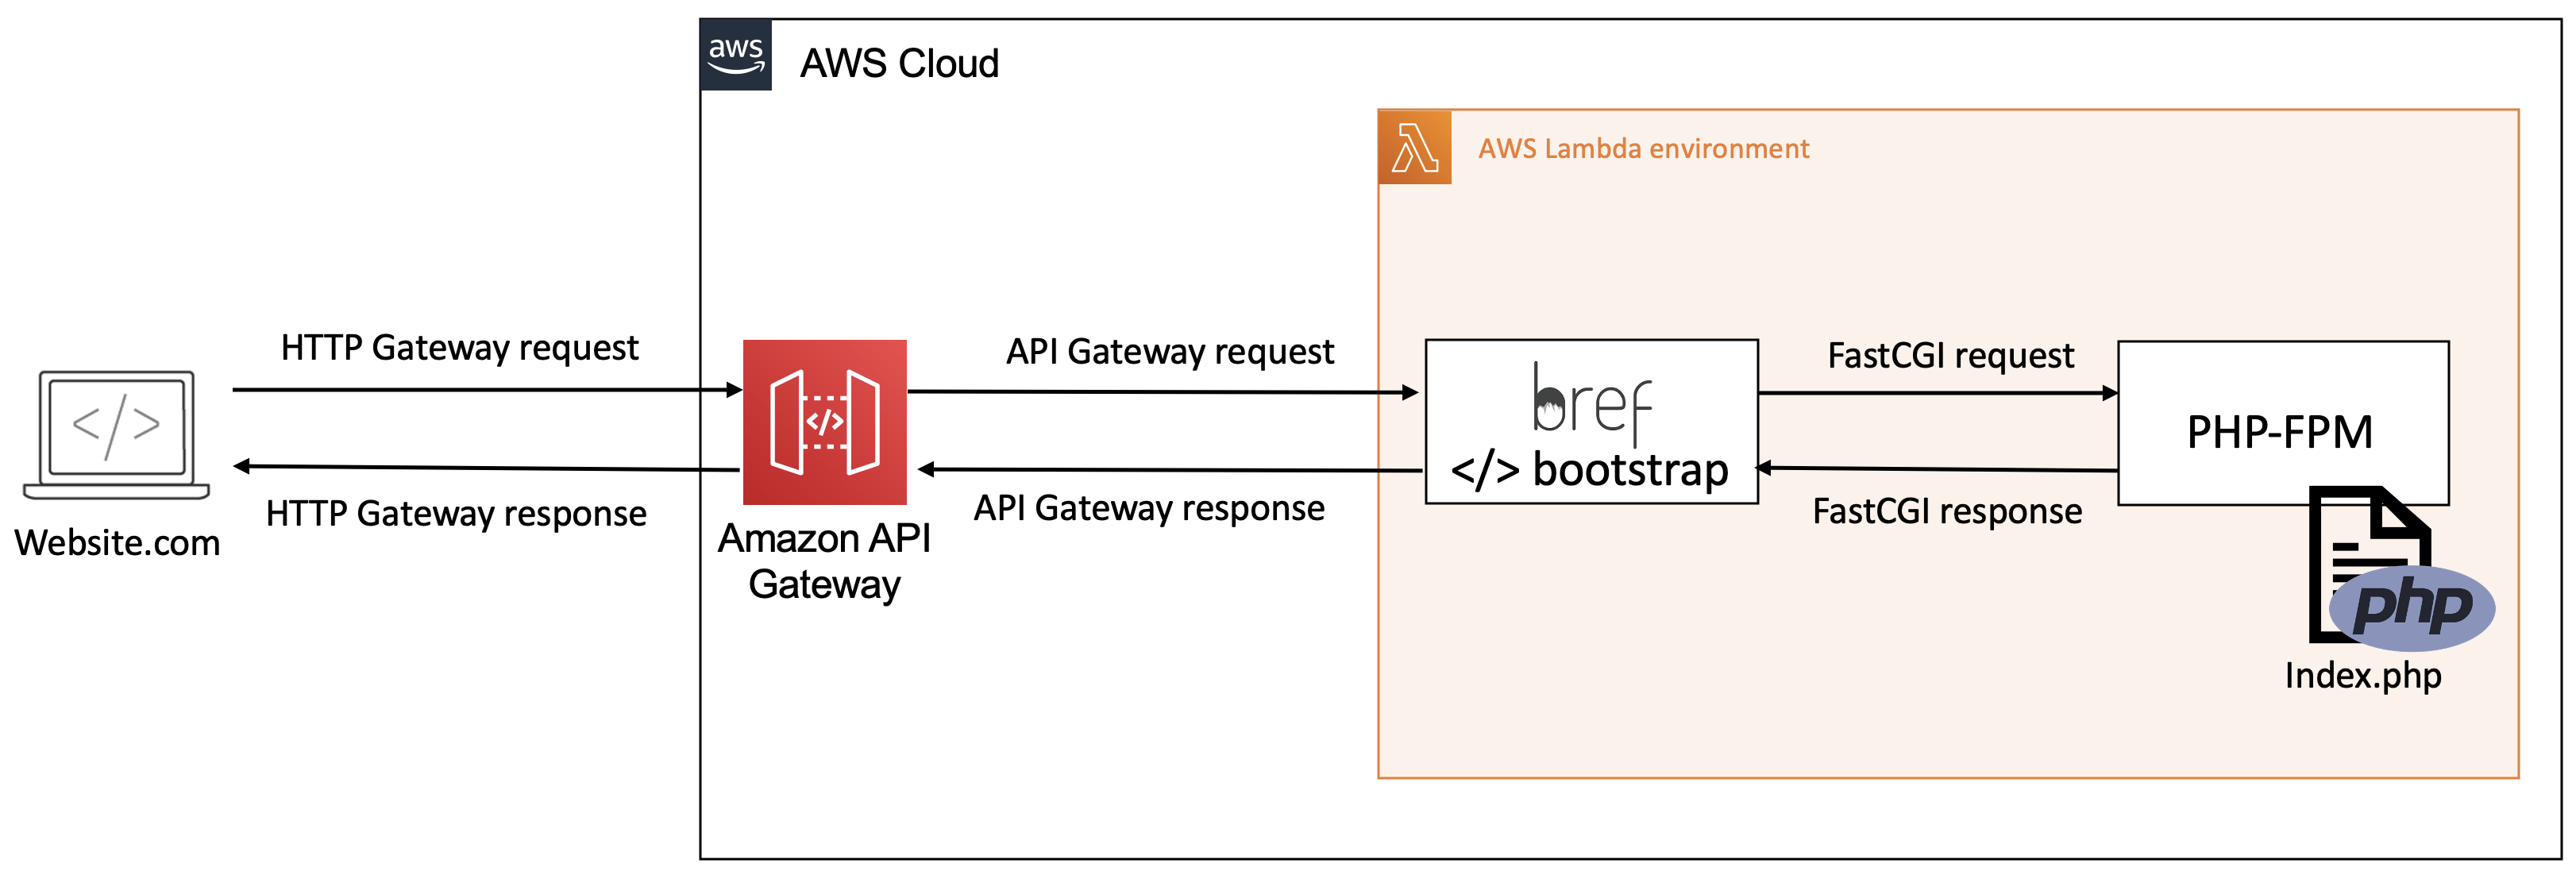 aws
AWS Cloud
AWS Lambda environment
HTTP Gateway request
API Gateway request
FastCGI request
</>
</>
bref
</> bootstrap
PHP-FPM
HTTP Gateway response
API Gateway response
FastCGI response
Website.com
Amazon API
Gateway
php
Index.php